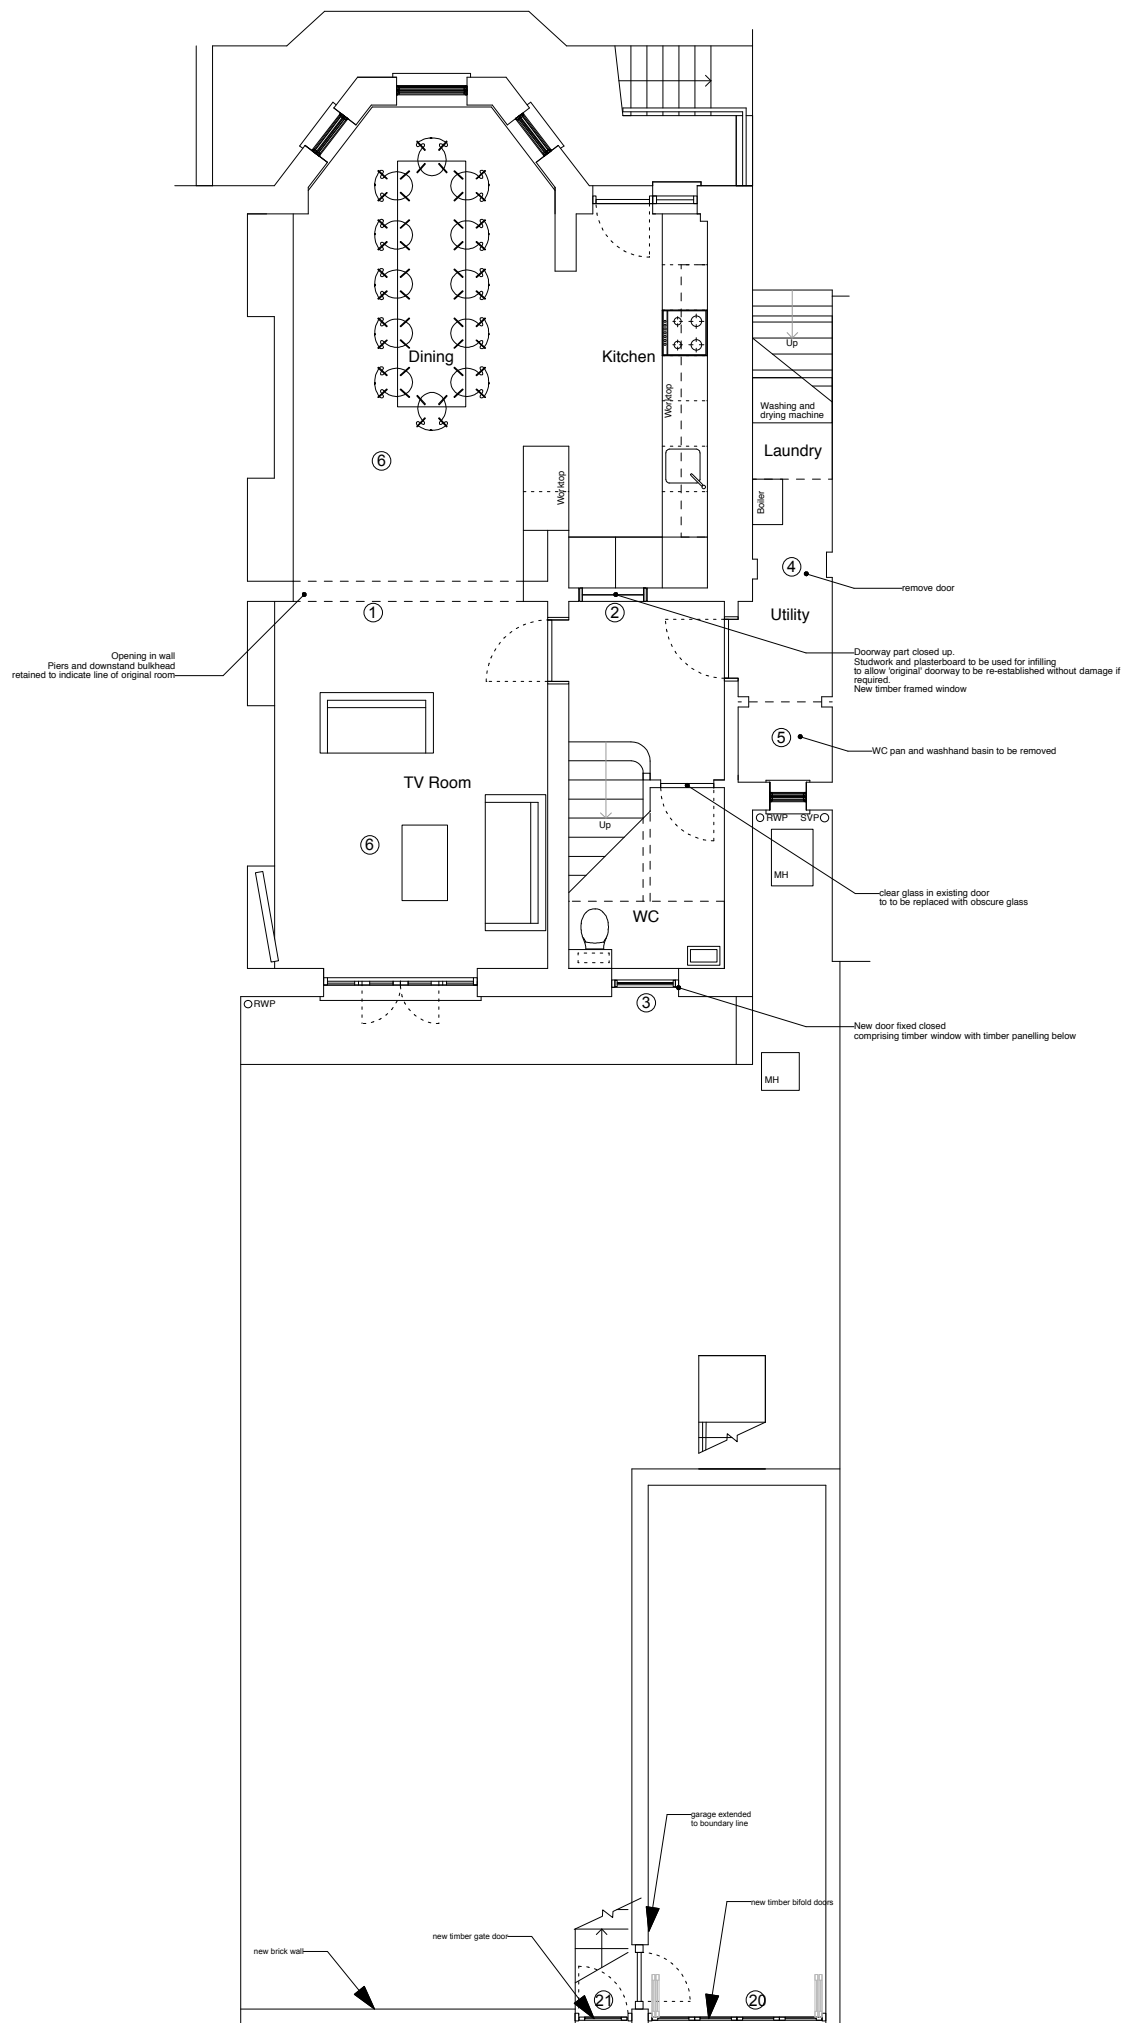 Up
Dining
Kitchen
Worktop
Washing and
drying machine
Laundry
6
Worktop
Boiler
4
remove door
1
2
Utility
Opening in wall
Piers and downstand bulkhead
retained to indicate line of original room
Doorway part closed up.
Studwork and plasterboard to be used for infilling
to allow 'original' doorway to be re-established without damage if
required.
New timber framed window
5
WC pan and washhand basin to be removed
TV Room
Up
RWP
SVP
6
MH
clear glass in existing door
to to be replaced with obscure glass
WC
RWP
3
New door fixed closed
comprising timber window with timber panelling below
MH
garage extended
to boundary line
new timber bifold doors
new timber gate door
new brick wall
21
20